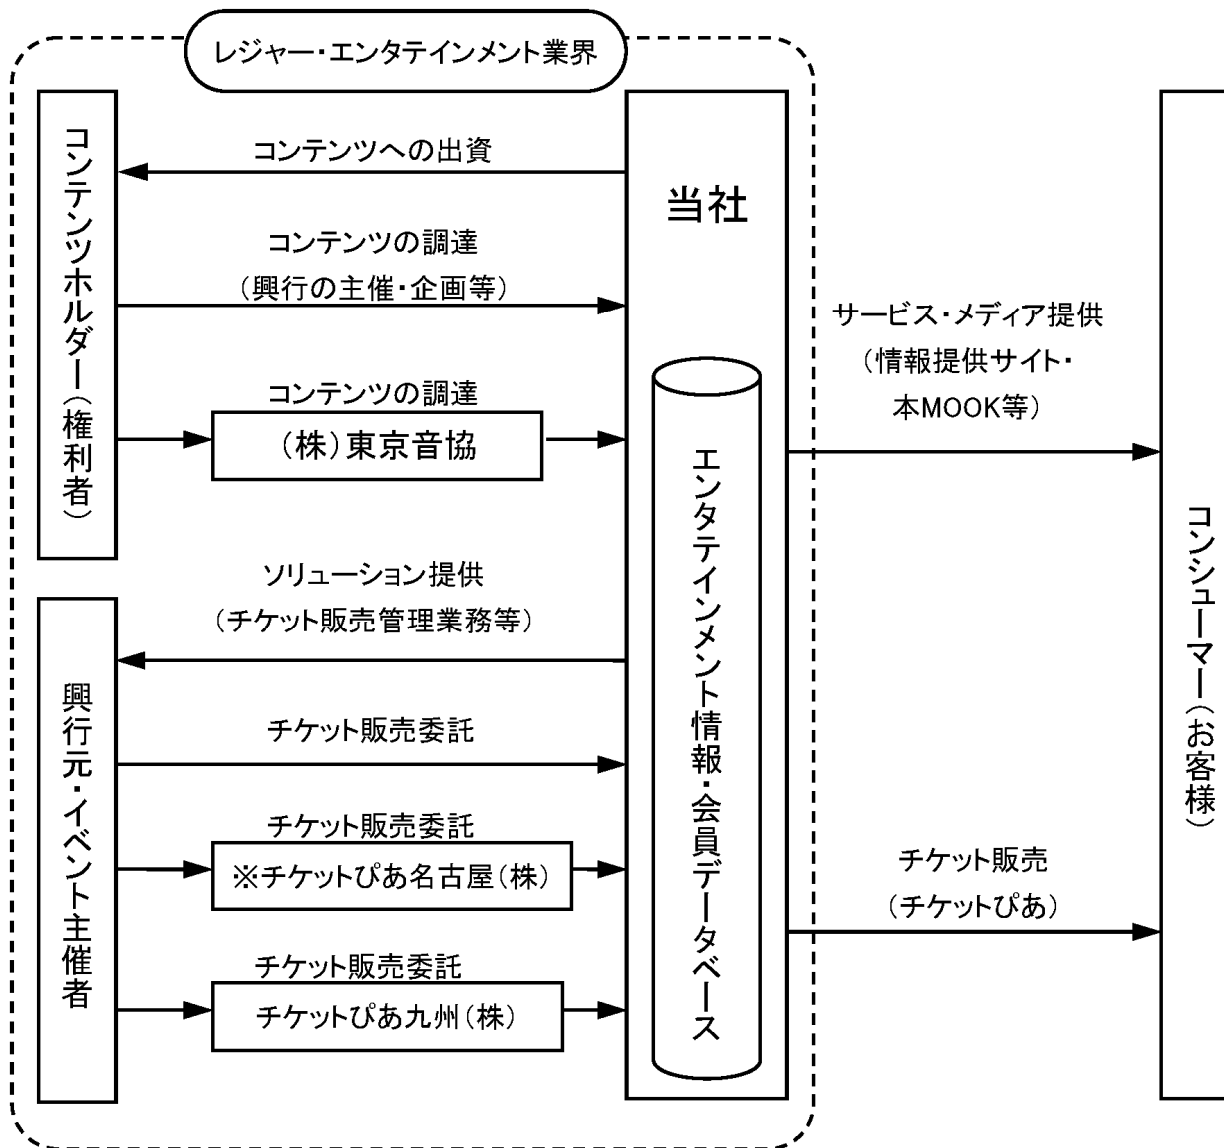 レジャー・エンタテインメント業界
コンテンツホルダー(権利者)
コンテンツへの出資
コンテンツの調達
(興行の主催・企画等)
コンテンツの調達
(株)東京音協
ソリューション提供
(チケット販売管理業務等)
興行元・イベント主催者
チケット販売委託
チケット販売委託
※チケットぴあ名古屋(株)
チケット販売委託
チケットぴあ九州(株)
当社
エンタテインメント情報・会員データベース
サービス・メディア提供
(情報提供サイト・
本MOOK等)
チケット販売
(チケットぴあ)
コンシューマー(お客様)